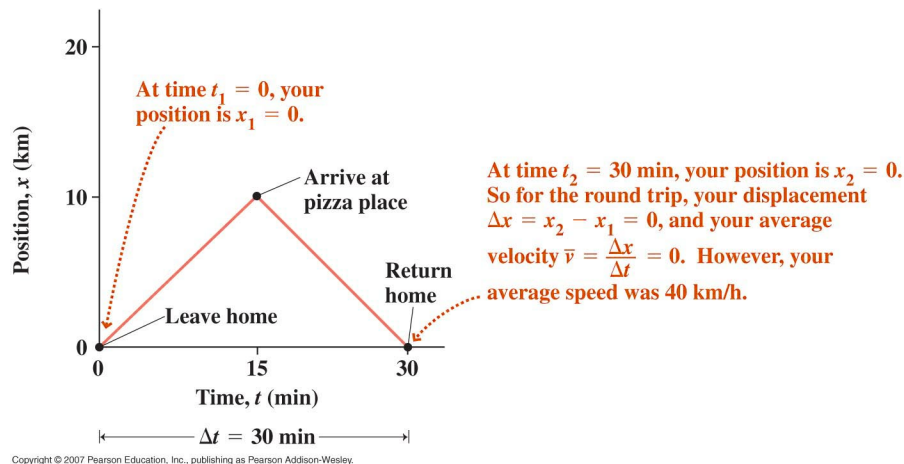 20
At time t₁ = 0, your
position is x₁ = 0.
Position, x (km)
Arrive at
pizza place
10
At time t₂ = 30 min, your position is x₂ = 0.
So for the round trip, your displacement
Δx = x₂ − x₁ = 0, and your average
velocity v̄ = Δx/Δt = 0. However, your
average speed was 40 km/h.
Return
home
Leave home
0
0 15 30
Time, t (min)
Δt = 30 min
Copyright © 2007 Pearson Education, Inc., publishing as Pearson Addison-Wesley.